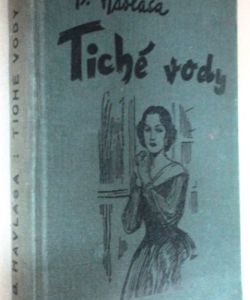 B. Havlasa
Tiché vody
B. HAVLASA : TICHÉ VODY